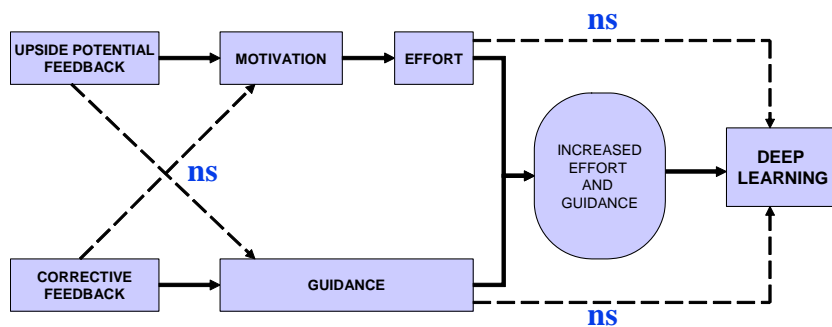 ns
UPSIDE POTENTIAL
FEEDBACK
MOTIVATION
EFFORT
INCREASED
EFFORT
AND
GUIDANCE
DEEP
LEARNING
ns
CORRECTIVE
FEEDBACK
GUIDANCE
ns